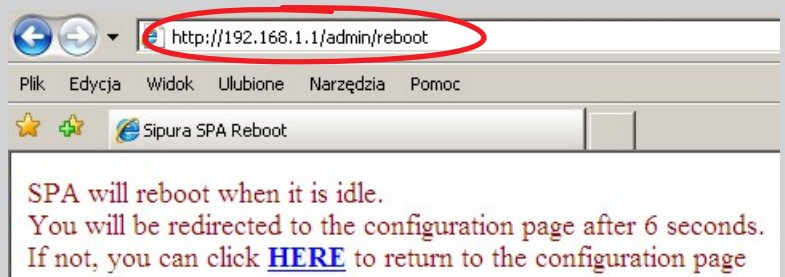 http://192.168.1.1/admin/reboot
Plik Edycja Widok Ulubione Narzędzia Pomoc
Sipura SPA Reboot
SPA will reboot when it is idle.
You will be redirected to the configuration page after 6 seconds.
If not, you can click HERE to return to the configuration page